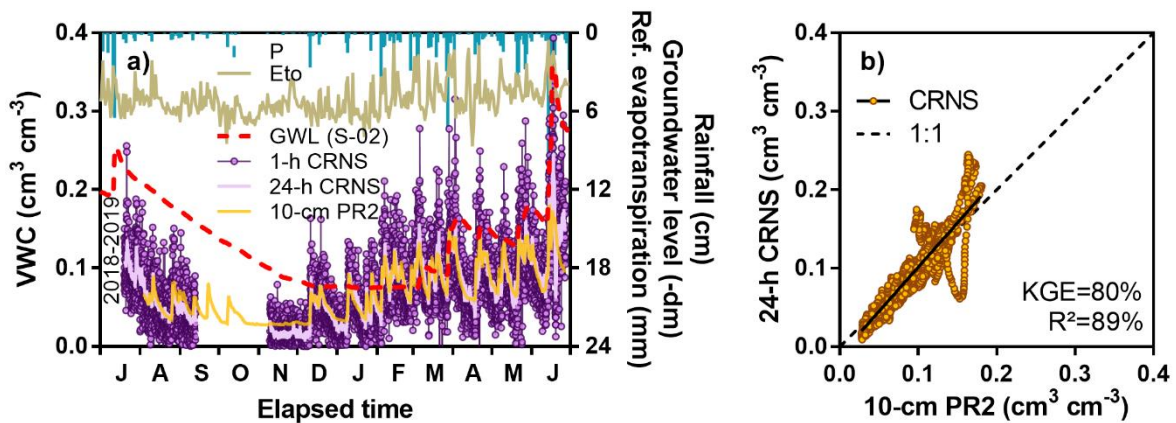 a)
P
Eto
GWL (S-02)
1-h CRNS
24-h CRNS
10-cm PR2
2018-2019
VWC (cm³ cm⁻³)
0.4
0.3
0.2
0.1
0.0
0
6
12
18
24
Rainfall (cm)
Groundwater level (-dm)
Ref. evapotranspiration (mm)
J A S O N D J F M A M J
Elapsed time
b)
CRNS
1:1
KGE=80%
R²=89%
24-h CRNS (cm³ cm⁻³)
0.4
0.3
0.2
0.1
0.0
0.0 0.1 0.2 0.3 0.4
10-cm PR2 (cm³ cm⁻³)